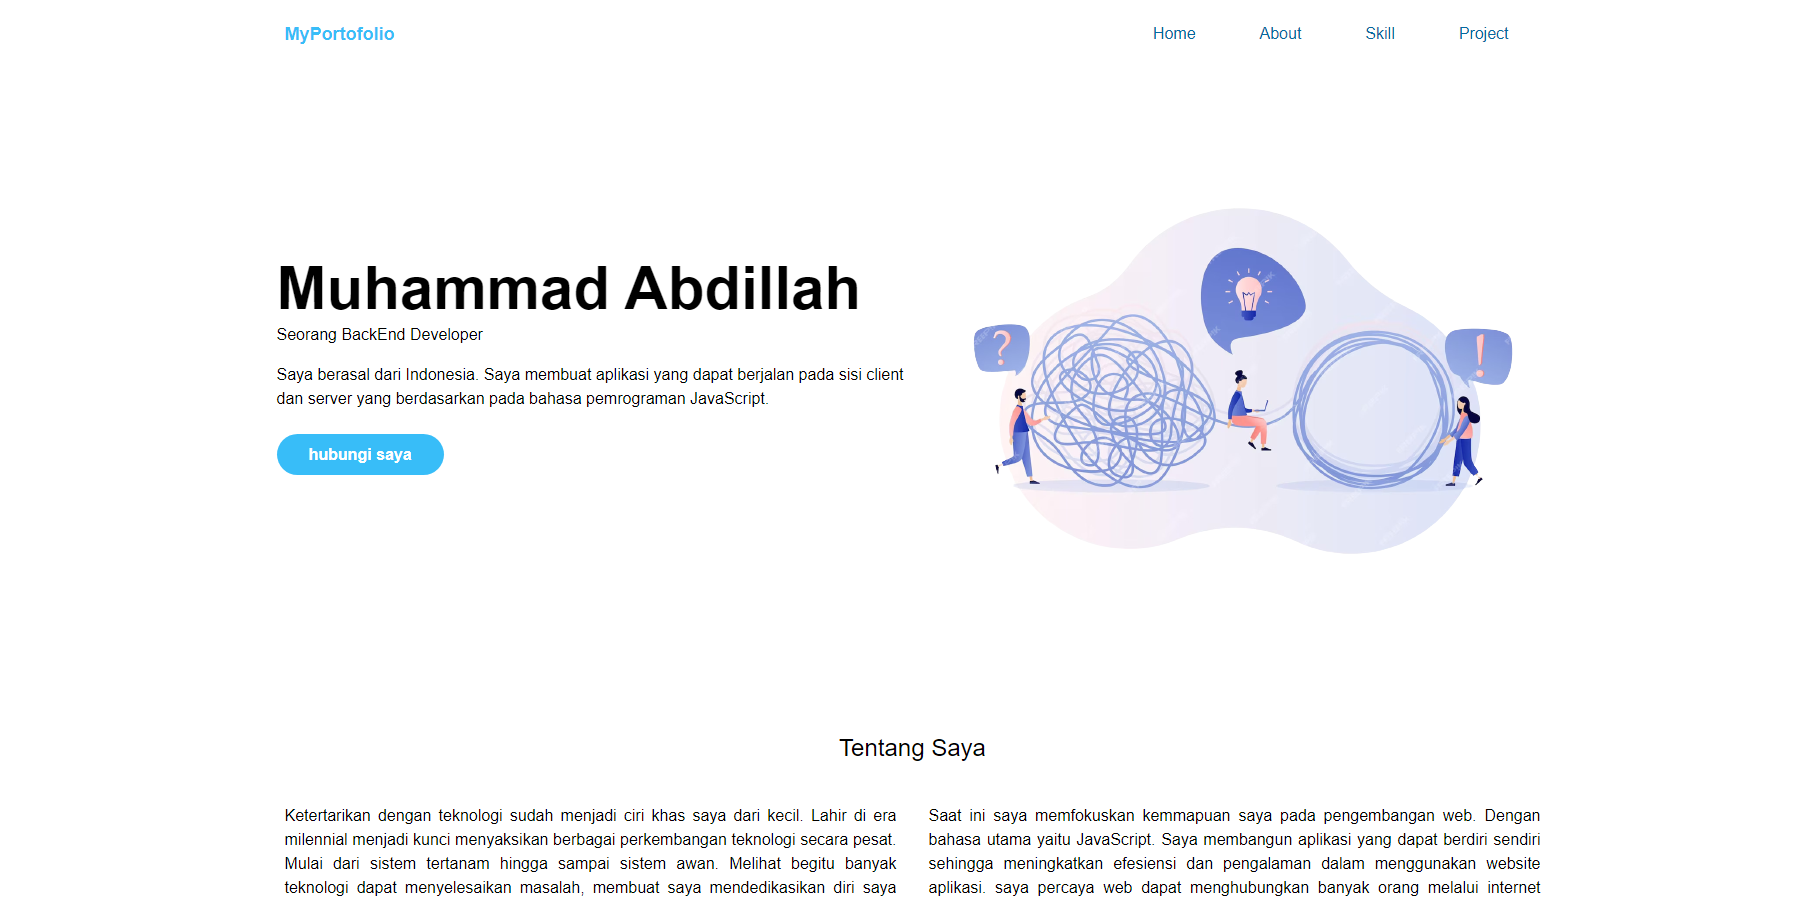 MyPortofolio
Home
About
Skill
Project
Muhammad Abdillah
Seorang BackEnd Developer
Saya berasal dari Indonesia. Saya membuat aplikasi yang dapat berjalan pada sisi client
dan server yang berdasarkan pada bahasa pemrograman JavaScript.
hubungi saya
?
!
Tentang Saya
Ketertarikan dengan teknologi sudah menjadi ciri khas saya dari kecil. Lahir di era
milennial menjadi kunci menyaksikan berbagai perkembangan teknologi secara pesat.
Mulai dari sistem tertanam hingga sampai sistem awan. Melihat begitu banyak
teknologi dapat menyelesaikan masalah, membuat saya mendedikasikan diri saya
Saat ini saya memfokuskan kemmapuan saya pada pengembangan web. Dengan
bahasa utama yaitu JavaScript. Saya membangun aplikasi yang dapat berdiri sendiri
sehingga meningkatkan efesiensi dan pengalaman dalam menggunakan website
aplikasi. saya percaya web dapat menghubungkan banyak orang melalui internet